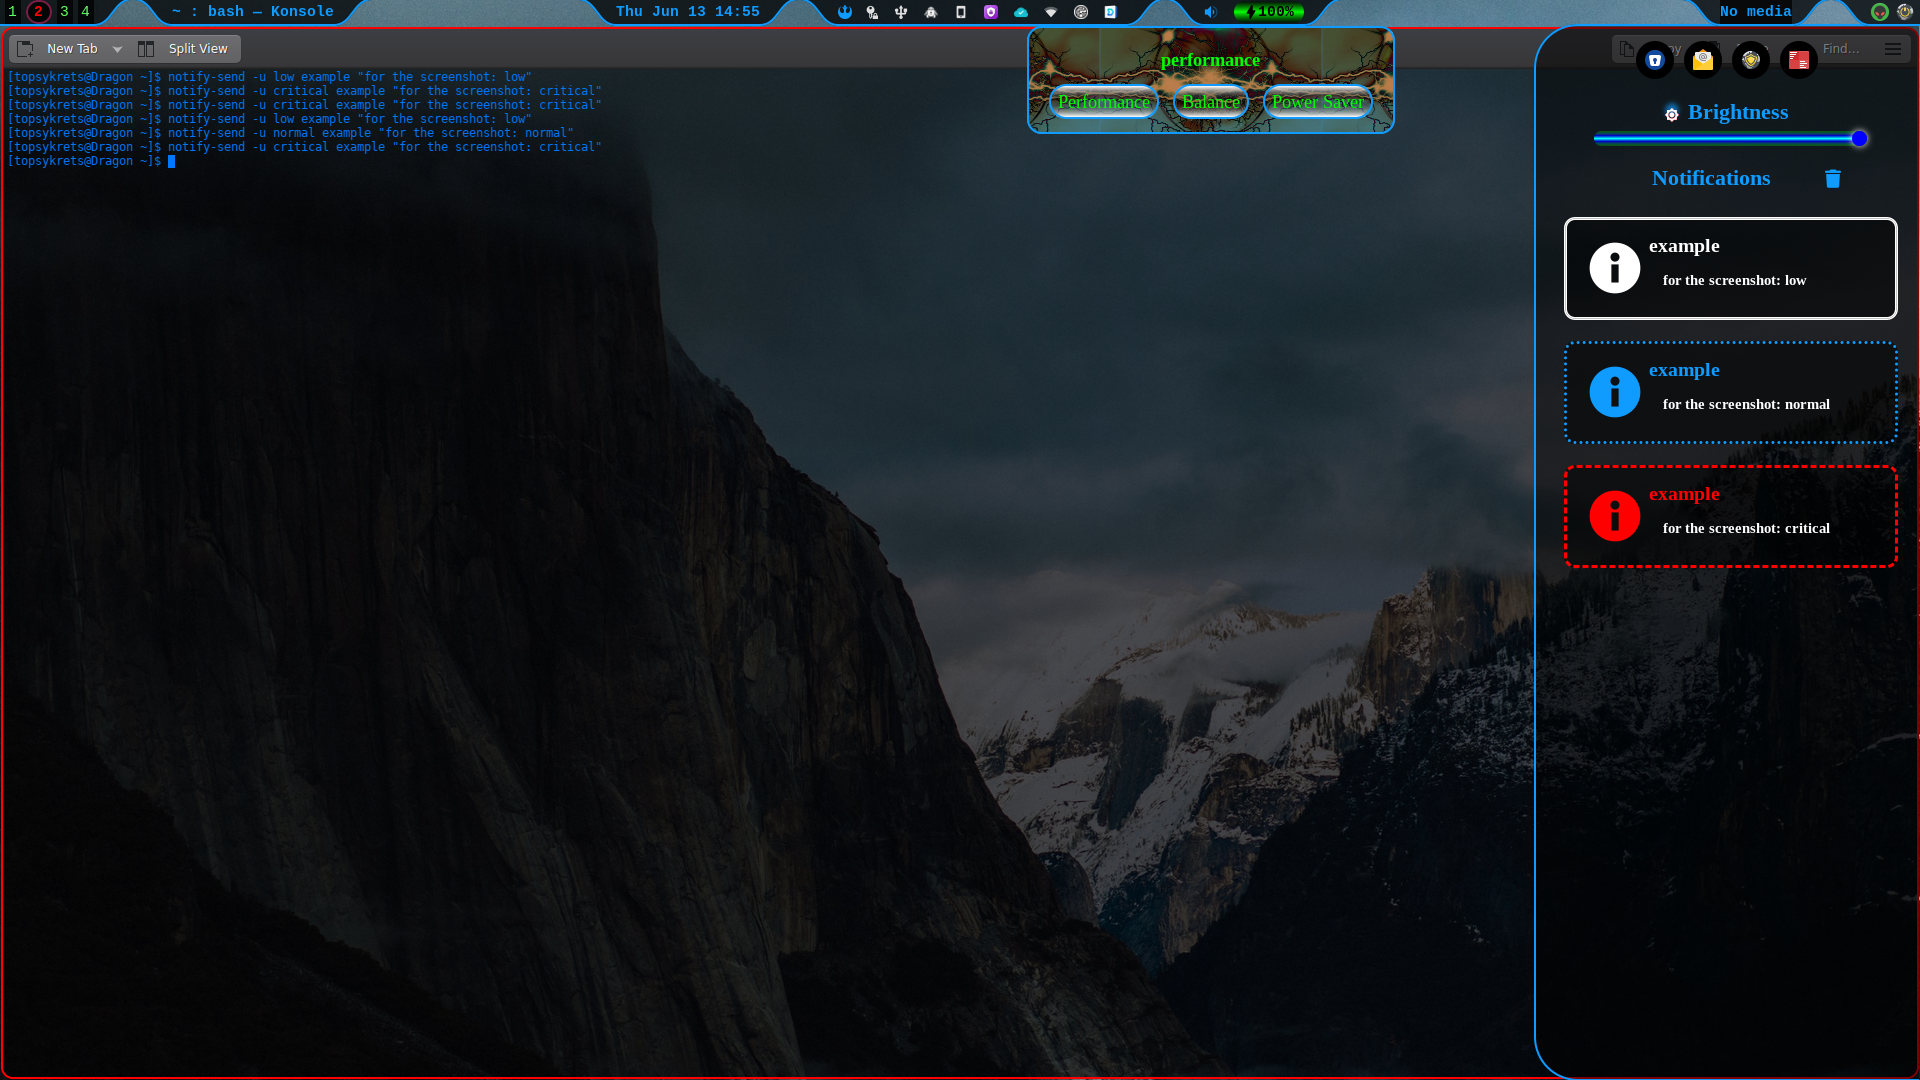 1 2 3 4 ~ : bash — Konsole Thu Jun 13 14:55 100% No media
New Tab Split View Find...
[topsykrets@Dragon ~]$ notify-send -u low example "for the screenshot: low"
[topsykrets@Dragon ~]$ notify-send -u critical example "for the screenshot: critical"
[topsykrets@Dragon ~]$ notify-send -u critical example "for the screenshot: critical"
[topsykrets@Dragon ~]$ notify-send -u low example "for the screenshot: low"
[topsykrets@Dragon ~]$ notify-send -u normal example "for the screenshot: normal"
[topsykrets@Dragon ~]$ notify-send -u critical example "for the screenshot: critical"
[topsykrets@Dragon ~]$
performance
Performance Balance Power Saver
Brightness
Notifications
example
for the screenshot: low
example
for the screenshot: normal
example
for the screenshot: critical